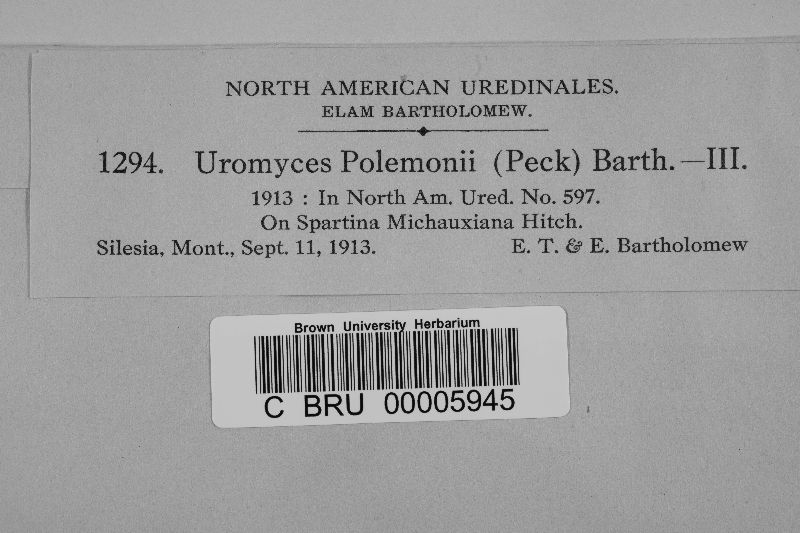 NORTH AMERICAN UREDINALES.
ELAM BARTHOLOMEW.
1294. Uromyces Polemonii (Peck) Barth.—III.
1913 : In North Am. Ured. No. 597.
On Spartina Michauxiana Hitch.
Silesia, Mont., Sept. 11, 1913. E. T. & E. Bartholomew
Brown University Herbarium
C BRU 00005945